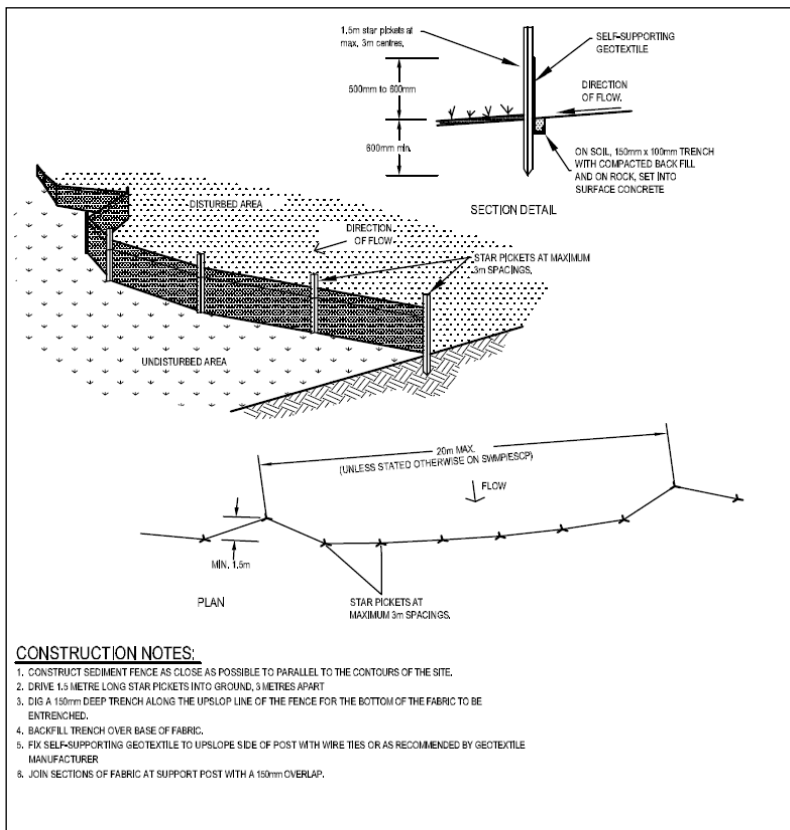 1.5m star pickets at
max. 3m centres.
SELF-SUPPORTING
GEOTEXTILE
DIRECTION
OF FLOW.
500mm to 600mm
600mm min.
ON SOIL, 150mm x 100mm TRENCH
WITH COMPACTED BACK FILL
AND ON ROCK, SET INTO
SURFACE CONCRETE
SECTION DETAIL
DISTURBED AREA
DIRECTION
OF FLOW
STAR PICKETS AT MAXIMUM
3m SPACINGS.
UNDISTURBED AREA
20m MAX.
(UNLESS STATED OTHERWISE ON SWMP/ESCP)
FLOW
MIN. 1.5m
PLAN
STAR PICKETS AT
MAXIMUM 3m SPACINGS.
CONSTRUCTION NOTES:
1. CONSTRUCT SEDIMENT FENCE AS CLOSE AS POSSIBLE TO PARALLEL TO THE CONTOURS OF THE SITE.
2. DRIVE 1.5 METRE LONG STAR PICKETS INTO GROUND, 3 METRES APART
3. DIG A 150mm DEEP TRENCH ALONG THE UPSLOP LINE OF THE FENCE FOR THE BOTTOM OF THE FABRIC TO BE
ENTRENCHED.
4. BACKFILL TRENCH OVER BASE OF FABRIC.
5. FIX SELF-SUPPORTING GEOTEXTILE TO UPSLOPE SIDE OF POST WITH WIRE TIES OR AS RECOMMENDED BY GEOTEXTILE
MANUFACTURER
6. JOIN SECTIONS OF FABRIC AT SUPPORT POST WITH A 150mm OVERLAP.